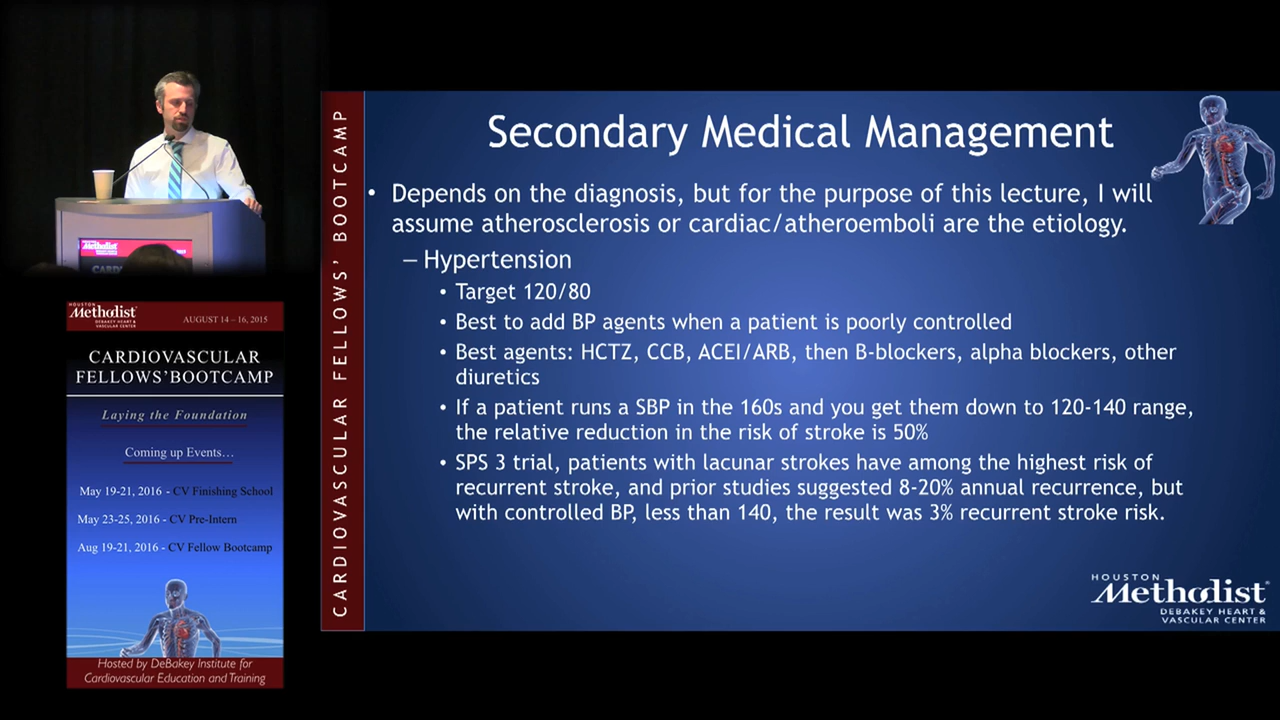 Secondary Medical Management
• Depends on the diagnosis, but for the purpose of this lecture, I will
assume atherosclerosis or cardiac/atheroemboli are the etiology.
– Hypertension
• Target 120/80
• Best to add BP agents when a patient is poorly controlled
• Best agents: HCTZ, CCB, ACEI/ARB, then B-blockers, alpha blockers, other
diuretics
• If a patient runs a SBP in the 160s and you get them down to 120-140 range,
the relative reduction in the risk of stroke is 50%
• SPS 3 trial, patients with lacunar strokes have among the highest risk of
recurrent stroke, and prior studies suggested 8-20% annual recurrence, but
with controlled BP, less than 140, the result was 3% recurrent stroke risk.
CARDIOVASCULAR FELLOWS' BOOTCAMP
HOUSTON
Methodist®
DEBAKEY HEART &
VASCULAR CENTER
Methodist
HOUSTON
Methodist
DEBAKEY HEART &
VASCULAR CENTER
AUGUST 14 – 16, 2015
CARDIOVASCULAR
FELLOWS'BOOTCAMP
Laying the Foundation
Coming up Events…
May 19-21, 2016 - CV Finishing School
May 23-25, 2016 - CV Pre-Intern
Aug 19-21, 2016 - CV Fellow Bootcamp
Hosted by DeBakey Institute for
Cardiovascular Education and Training